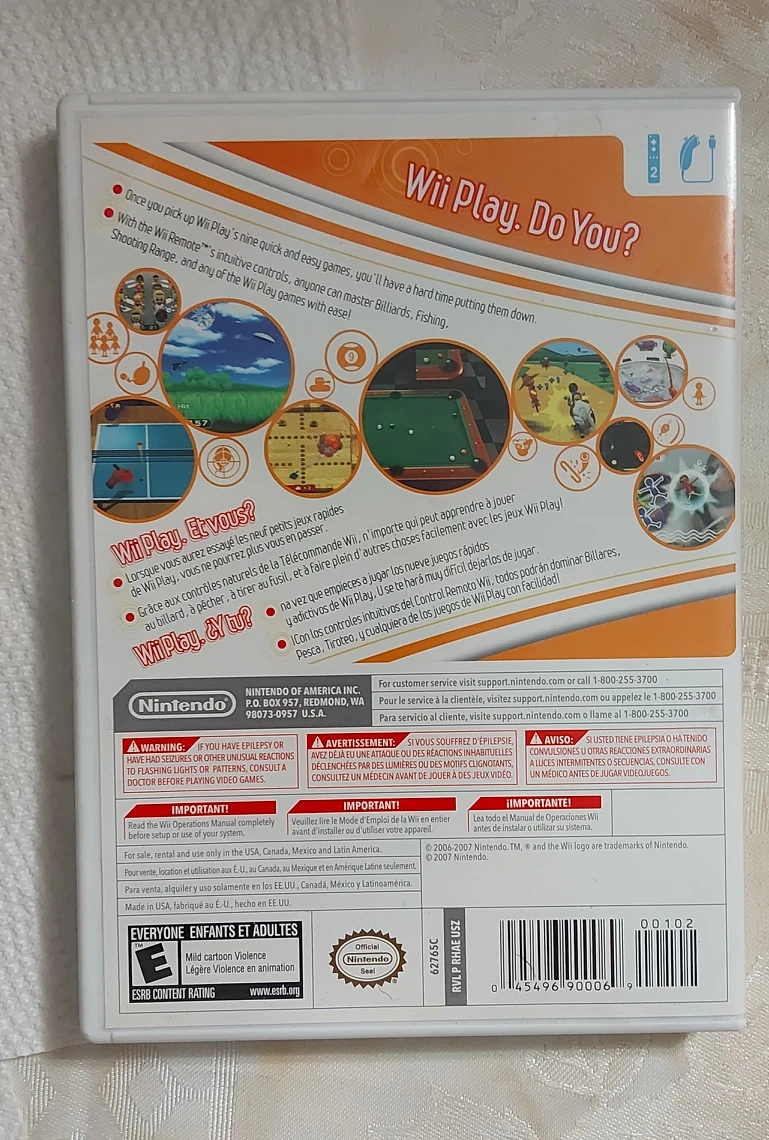 2
Wii Play. Do You?
Once you pick up Wii Play's nine quick and easy games, you'll have a hard time putting them down.
With the Wii Remote™'s intuitive controls, anyone can master Billiards, Fishing,
Shooting Range, and any of the Wii Play games with ease!
9
57
Wii Play. Et vous?
Lorsque vous aurez essayé les neuf petits jeux rapides
de Wii Play, vous ne pourrez plus vous en passer.
Grâce aux contrôles naturels de la Télécommande Wii, n'importe qui peut apprendre à jouer
au billard, à pêcher, à tirer au fusil, et à faire plein d'autres choses facilement avec les jeux Wii Play!
Wii Play. ¿Y tu?
na vez que empieces a jugar los nueve juegos rápidos
y adictivos de Wii Play, U se te hará muy difícil dejarlos de jugar.
¡Con los controles intuitivos del Control Remoto Wii, todos podrán dominar Billares,
Pesca, Tiroteo, y cualquiera de los juegos de Wii Play con facilidad!
Nintendo
NINTENDO OF AMERICA INC.
P.O. BOX 957, REDMOND, WA
98073-0957 U.S.A.
For customer service visit support.nintendo.com or call 1-800-255-3700
Pour le service à la clientèle, visitez support.nintendo.com ou appelez le 1-800-255-3700
Para servicio al cliente, visite support.nintendo.com o llame al 1-800-255-3700
WARNING: IF YOU HAVE EPILEPSY OR
HAVE HAD SEIZURES OR OTHER UNUSUAL REACTIONS
TO FLASHING LIGHTS OR PATTERNS, CONSULT A
DOCTOR BEFORE PLAYING VIDEO GAMES.
AVERTISSEMENT: SI VOUS SOUFFREZ D'ÉPILEPSIE,
AVEZ DÉJÀ EU UNE ATTAQUE OU DES RÉACTIONS INHABITUELLES
DÉCLENCHÉES PAR DES LUMIÈRES OU DES MOTIFS CLIGNOTANTS,
CONSULTEZ UN MÉDECIN AVANT DE JOUER À DES JEUX VIDÉO.
AVISO: SI USTED TIENE EPILEPSIA O HA TENIDO
CONVULSIONES U OTRAS REACCIONES EXTRAORDINARIAS
A LUCES INTERMITENTES O SECUENCIAS, CONSULTE CON
UN MÉDICO ANTES DE JUGAR VIDEOJUEGOS.
IMPORTANT!
Read the Wii Operations Manual completely
before setup or use of your system.
IMPORTANT!
Veuillez lire le Mode d'Emploi de la Wii en entier
avant d'installer ou d'utiliser votre appareil.
¡IMPORTANTE!
Lea todo el Manual de Operaciones Wii
antes de instalar o utilizar su sistema.
For sale, rental and use only in the USA, Canada, Mexico and Latin America.
Pour vente, location et utilisation aux É.-U., au Canada, au Mexique et en Amérique Latine seulement.
Para venta, alquiler y uso solamente en los EE.UU., Canadá, México y Latinoamérica.
Made in USA, fabriqué au É.-U., hecho en EE.UU.
© 2006-2007 Nintendo. TM, ® and the Wii logo are trademarks of Nintendo.
© 2007 Nintendo.
EVERYONE ENFANTS ET ADULTES
E
TM
Mild cartoon Violence
Légère Violence en animation
ESRB CONTENT RATING www.esrb.org
Official
Nintendo
Seal
®
62765C
RVL P RHAE USZ
0 45496 90006 9
00102